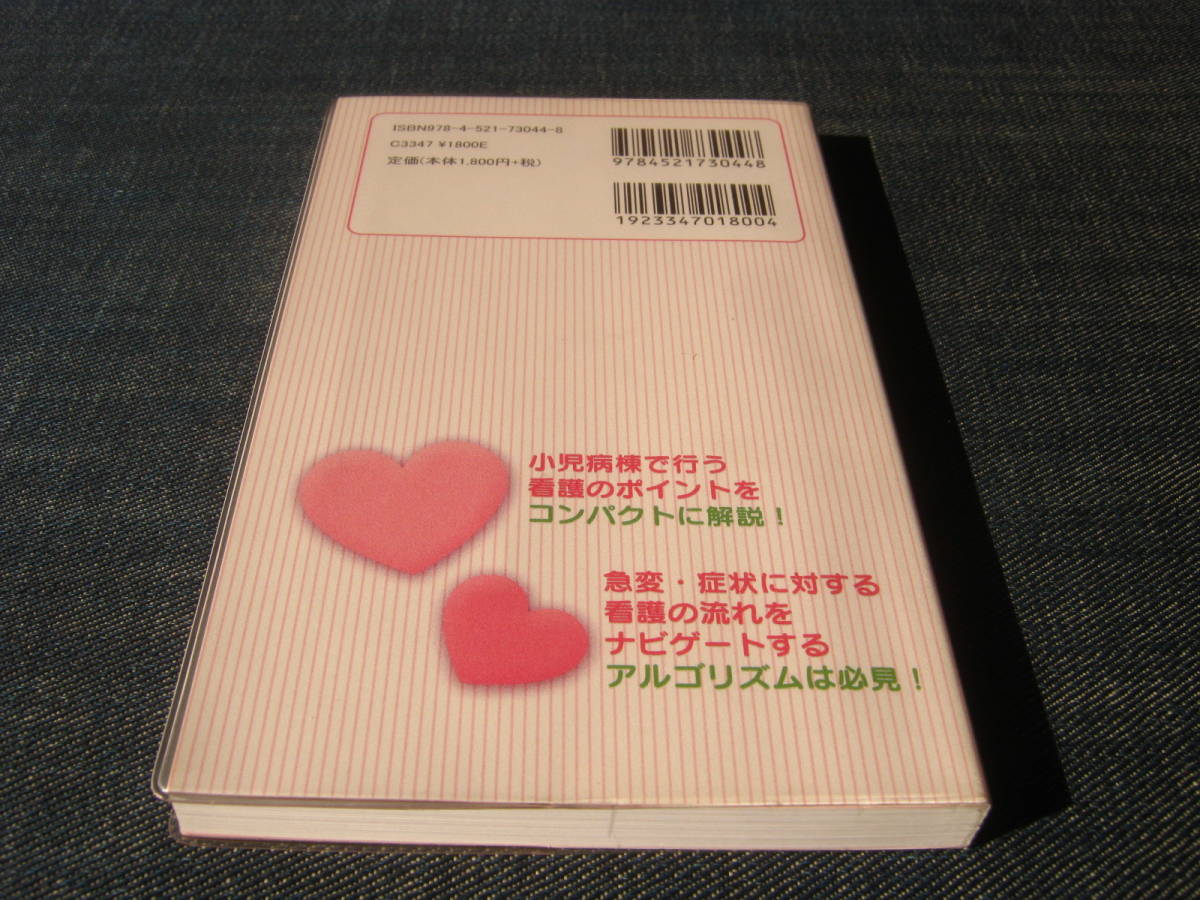 ISBN978-4-521-73044-8
C3347 ¥1800E
定価(本体1,800円+税)
9784521730448
1923347018004
小児病棟で行う
看護のポイントを
コンパクトに解説！
急変・症状に対する
看護の流れを
ナビゲートする
アルゴリズムは必見！